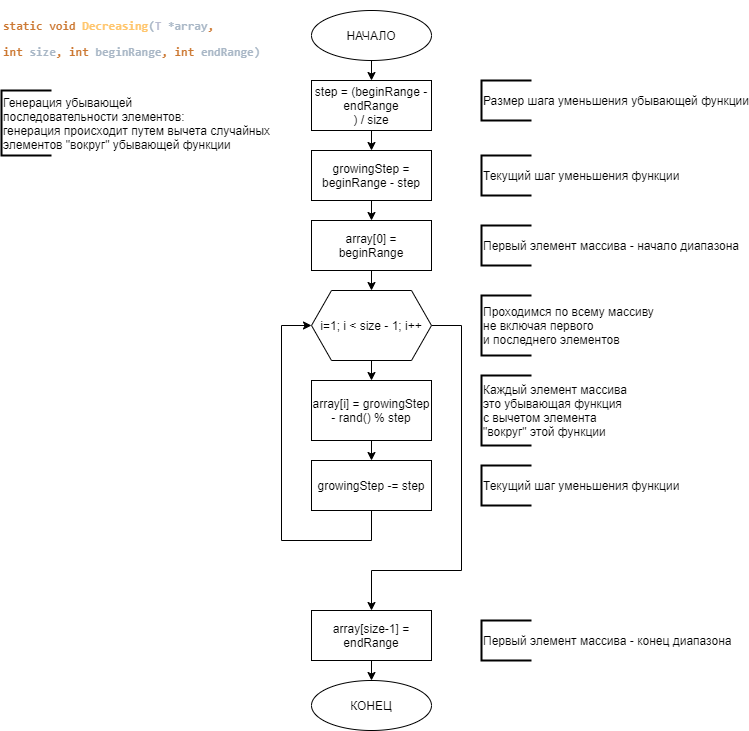 static void Decreasing(T *array,
int size, int beginRange, int endRange)
Генерация убывающей
последовательности элементов:
генерация происходит путем вычета случайных
элементов "вокруг" убывающей функции
НАЧАЛО
step = (beginRange -
endRange
) / size
Размер шага уменьшения убывающей функции
growingStep =
beginRange - step
Текущий шаг уменьшения функции
array[0] =
beginRange
Первый элемент массива - начало диапазона
i=1; i < size - 1; i++
Проходимся по всему массиву
не включая первого
и последнего элементов
array[i] = growingStep
- rand() % step
Каждый элемент массива
это убывающая функция
с вычетом элемента
"вокруг" этой функции
growingStep -= step
Текущий шаг уменьшения функции
array[size-1] =
endRange
Первый элемент массива - конец диапазона
КОНЕЦ